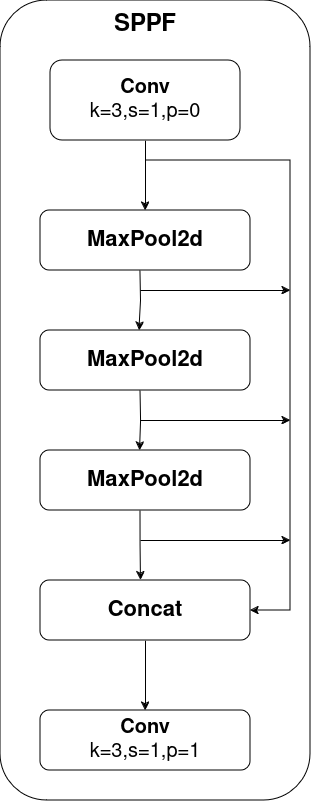 SPPF
Conv
k=3,s=1,p=0
MaxPool2d
MaxPool2d
MaxPool2d
Concat
Conv
k=3,s=1,p=1